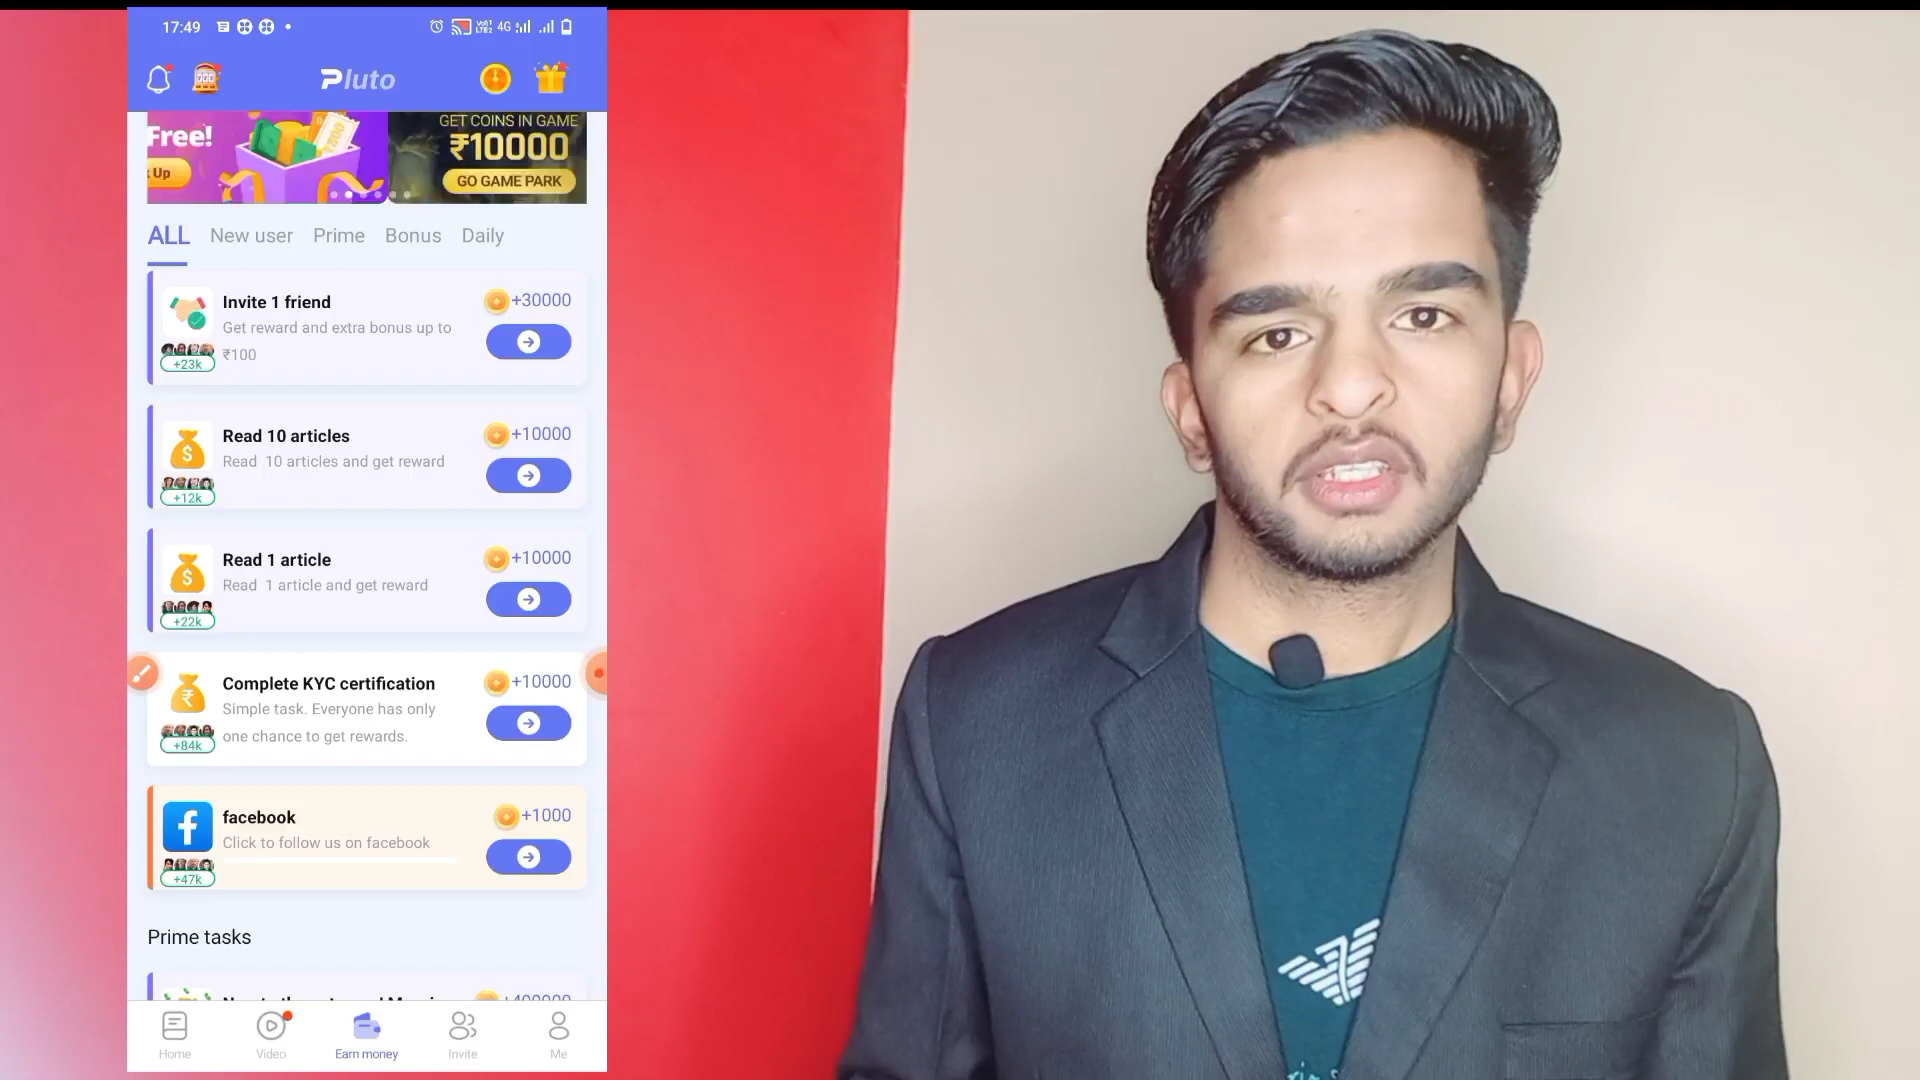 17:49
4G
Pluto
Free!
Up
GET COINS IN GAME
₹10000
GO GAME PARK
ALL New user Prime Bonus Daily
Invite 1 friend
+30000
Get reward and extra bonus up to
₹100
+23k
Read 10 articles
+10000
Read 10 articles and get reward
+12k
Read 1 article
+10000
Read 1 article and get reward
+22k
Complete KYC certification
+10000
Simple task. Everyone has only
one chance to get rewards.
+84k
facebook
+1000
Click to follow us on facebook
+47k
Prime tasks
Home Video Earn money Invite Me